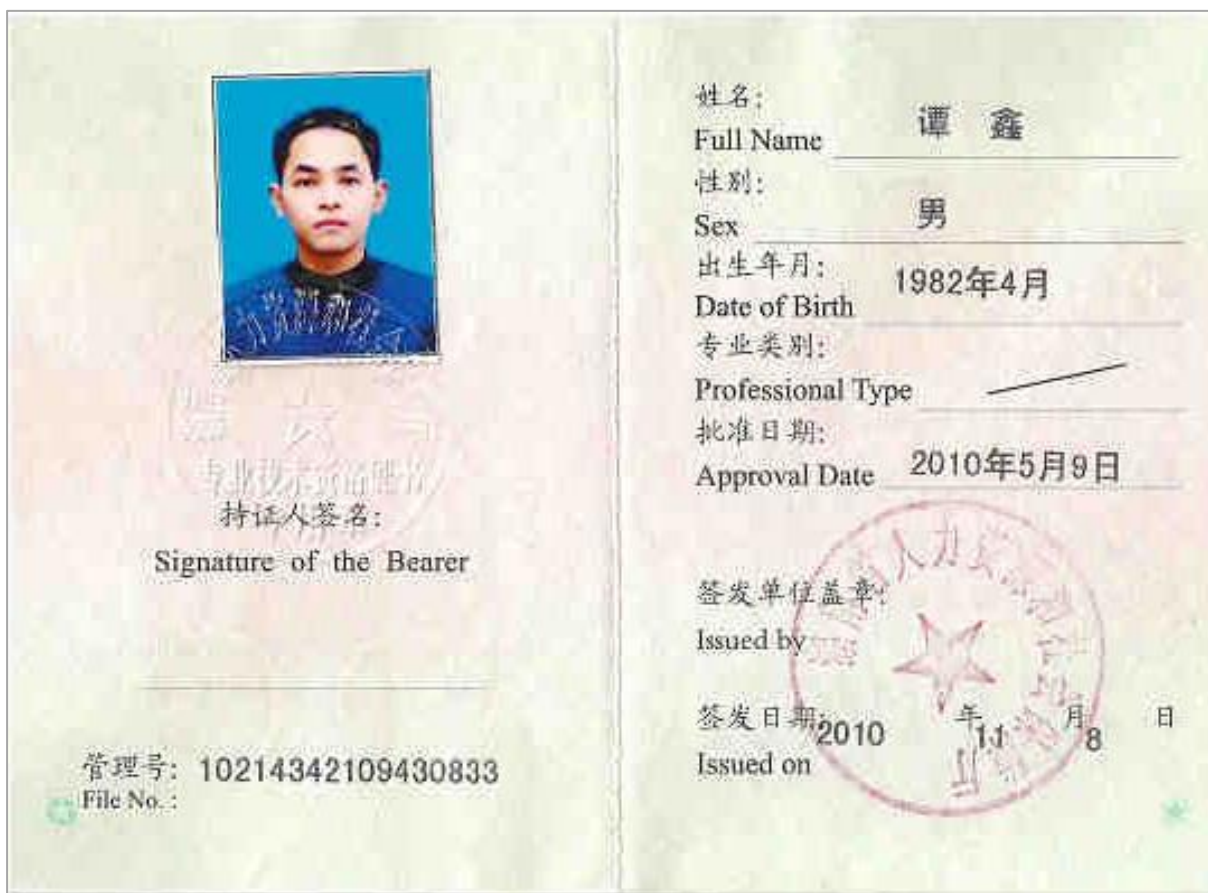 持证人签名:
Signature of the Bearer
管理号: 10214342109430833
File No. :
姓名: 谭 鑫
Full Name
性别: 男
Sex
出生年月: 1982年4月
Date of Birth
专业类别:
Professional Type
批准日期: 2010年5月9日
Approval Date
签发单位盖章:
Issued by
签发日期: 2010 年 11 月 8 日
Issued on